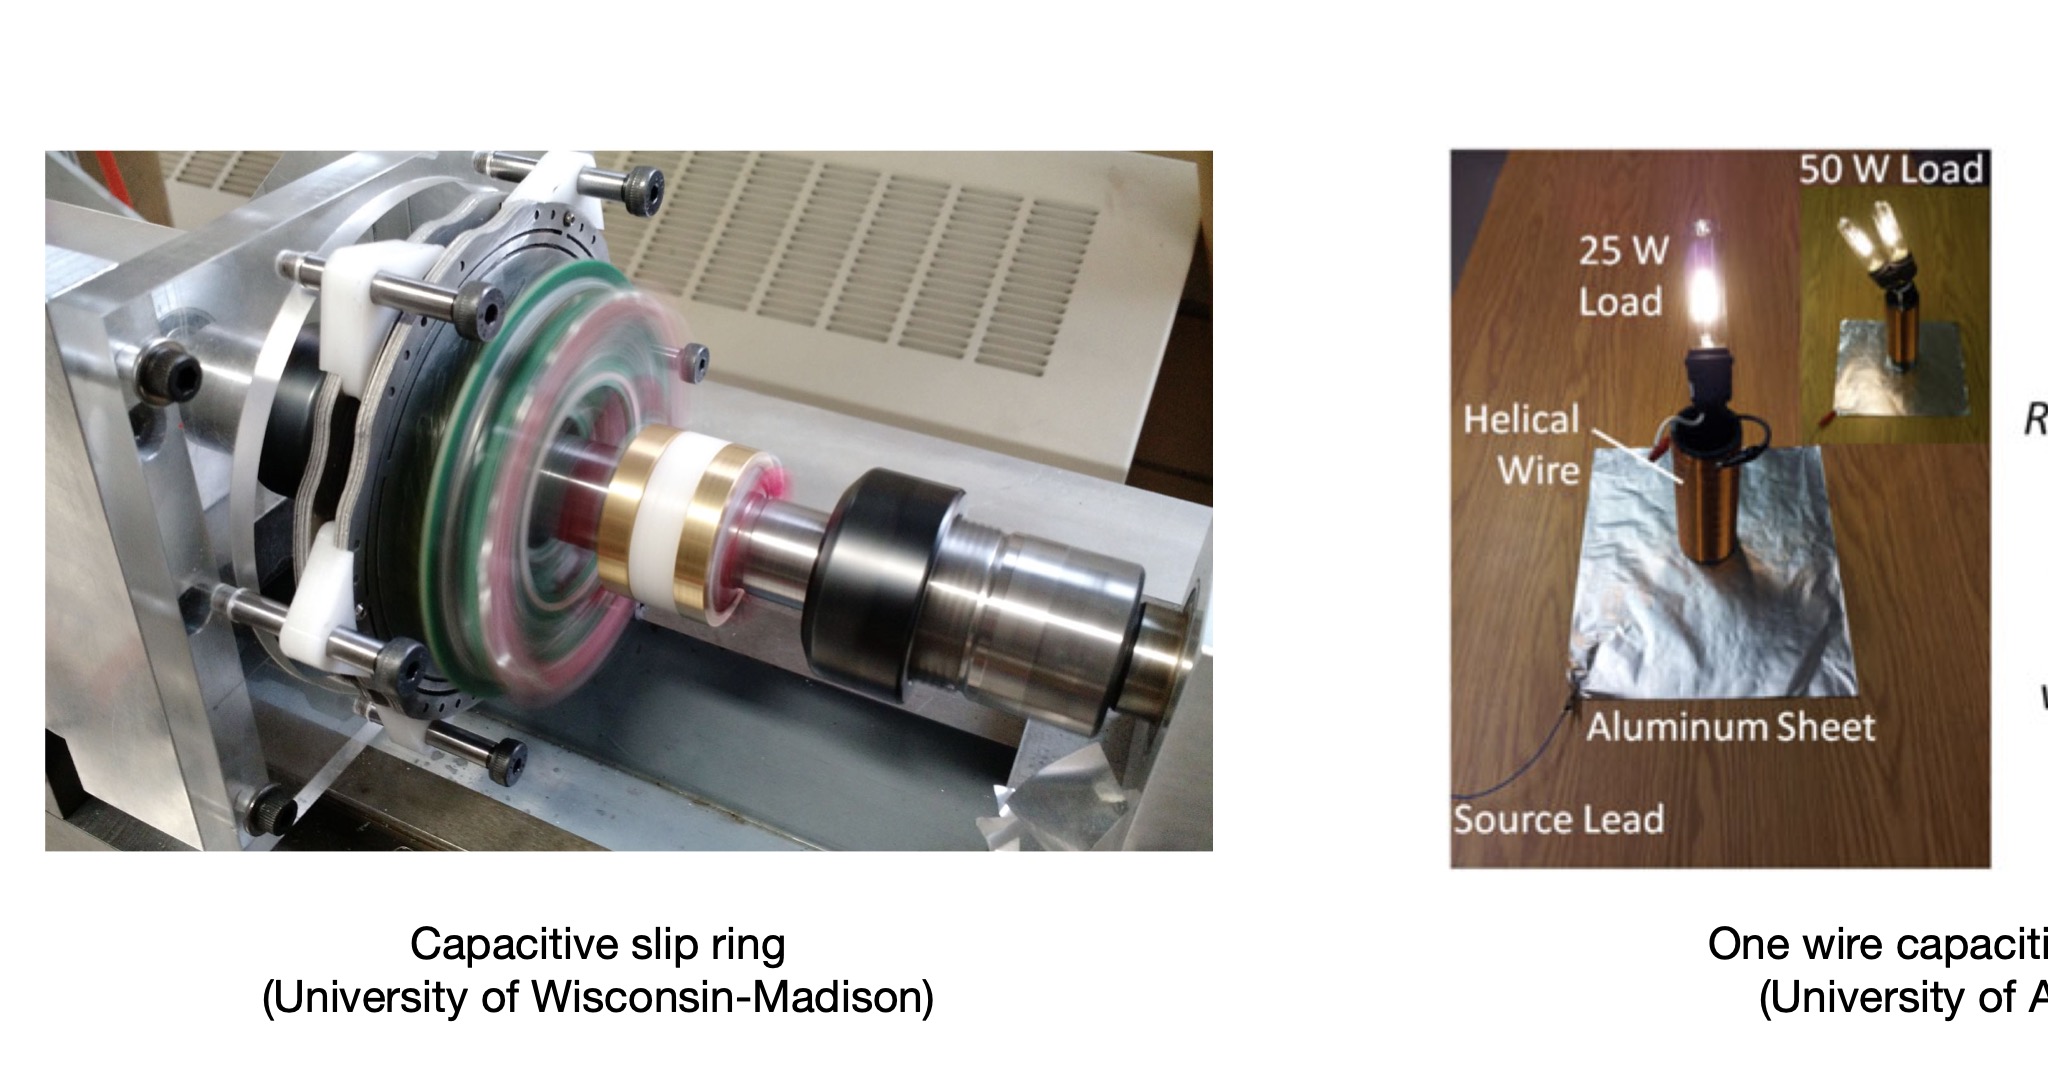 50 W Load
25 W
Load
Helical
Wire
Aluminum Sheet
Source Lead
Capacitive slip ring
(University of Wisconsin-Madison)
One wire
(University of